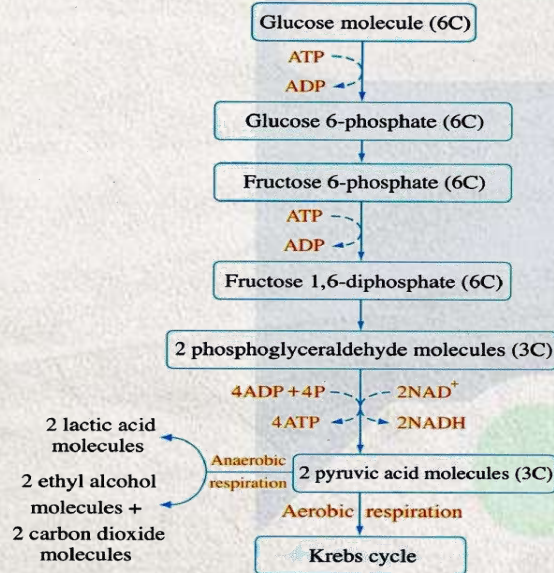 Glucose molecule (6C)
ATP
ADP
Glucose 6-phosphate (6C)
Fructose 6-phosphate (6C)
ATP
ADP
Fructose 1,6-diphosphate (6C)
2 phosphoglyceraldehyde molecules (3C)
4ADP+4P 2NAD⁺
4ATP 2NADH
2 lactic acid
molecules
Anaerobic
respiration
2 pyruvic acid molecules (3C)
2 ethyl alcohol
molecules +
2 carbon dioxide
molecules
Aerobic respiration
Krebs cycle